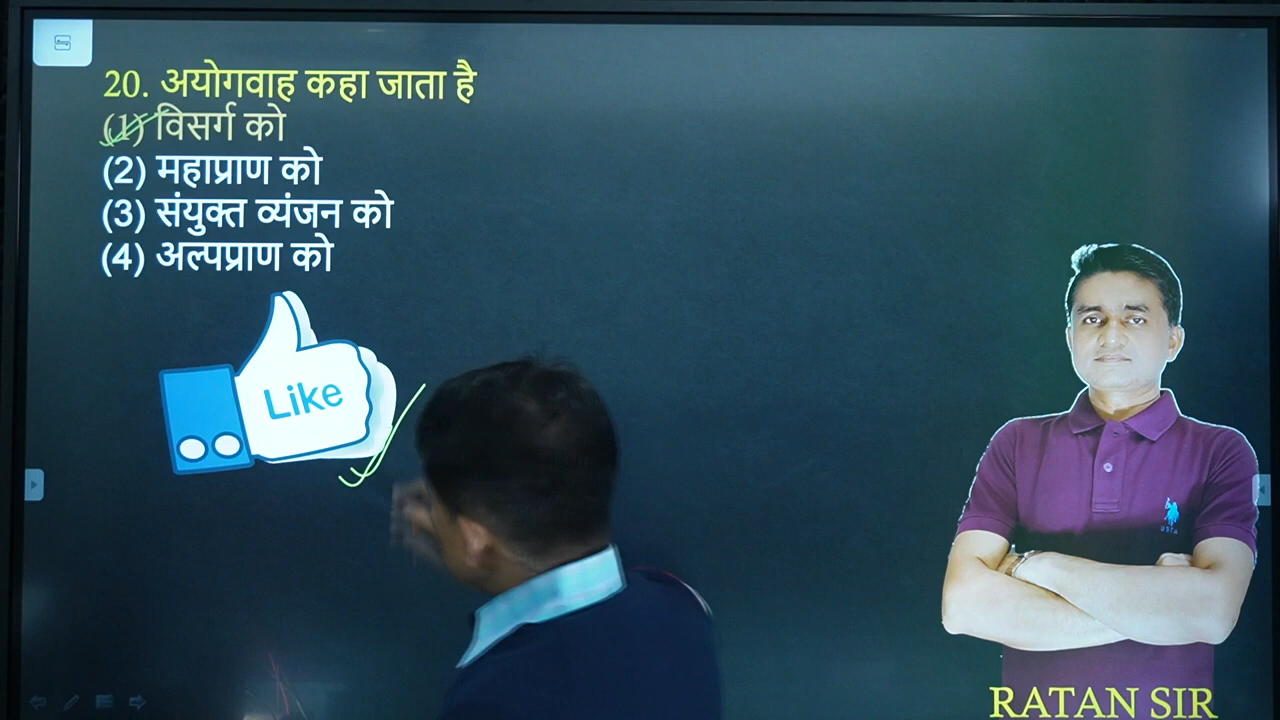 20. अयोगवाह कहा जाता है
(1) विसर्ग को
(2) महाप्राण को
(3) संयुक्त व्यंजन को
(4) अल्पप्राण को
Like
RATAN SIR